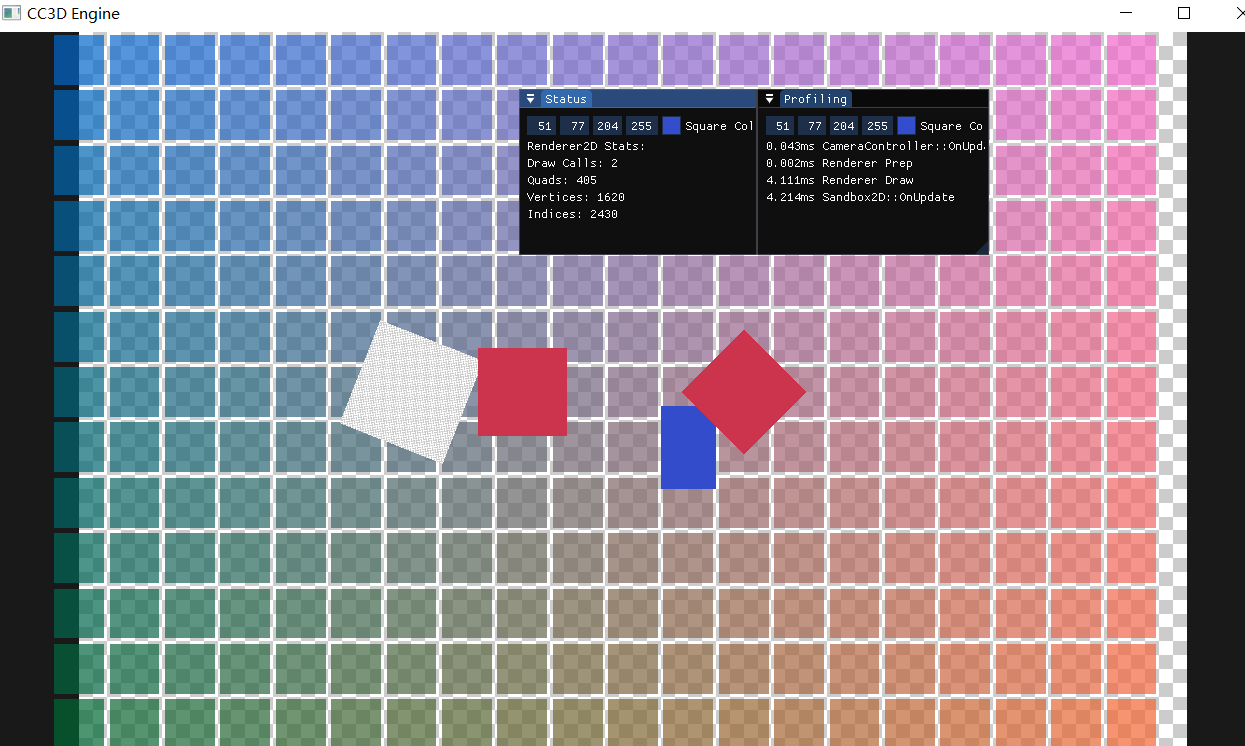 CC3D Engine
Status
51 77 204 255 Square Col
Renderer2D Stats:
Draw Calls: 2
Quads: 405
Vertices: 1620
Indices: 2430
Profiling
51 77 204 255 Square Co
0.043ms CameraController::OnUpd
0.002ms Renderer Prep
4.111ms Renderer Draw
4.214ms Sandbox2D::OnUpdate